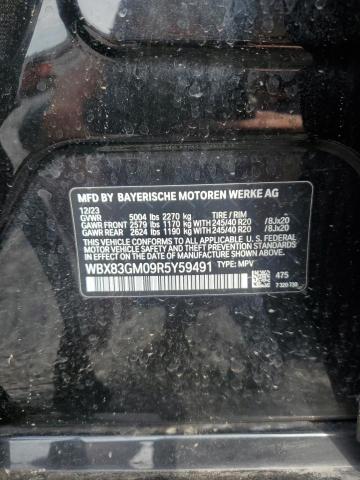 MFD BY BAYERISCHE MOTOREN WERKE AG
12/23
GVWR 5004 lbs 2270 kg TIRE / RIM
GAWR FRONT 2579 lbs 1170 kg WITH 245/40 R20 /8Jx20
GAWR REAR 2624 lbs 1190 kg WITH 245/40 R20 /8Jx20
THIS VEHICLE CONFORMS TO ALL APPLICABLE U.S. FEDERAL MOTOR VEHICLE SAFETY,
BUMPER, AND THEFT PREVENTION STANDARDS IN EFFECT ON THE DATE OF
MANUFACTURE SHOWN ABOVE.
WBX83GM09R5Y59491 TYPE: MPV
475
7 320 730